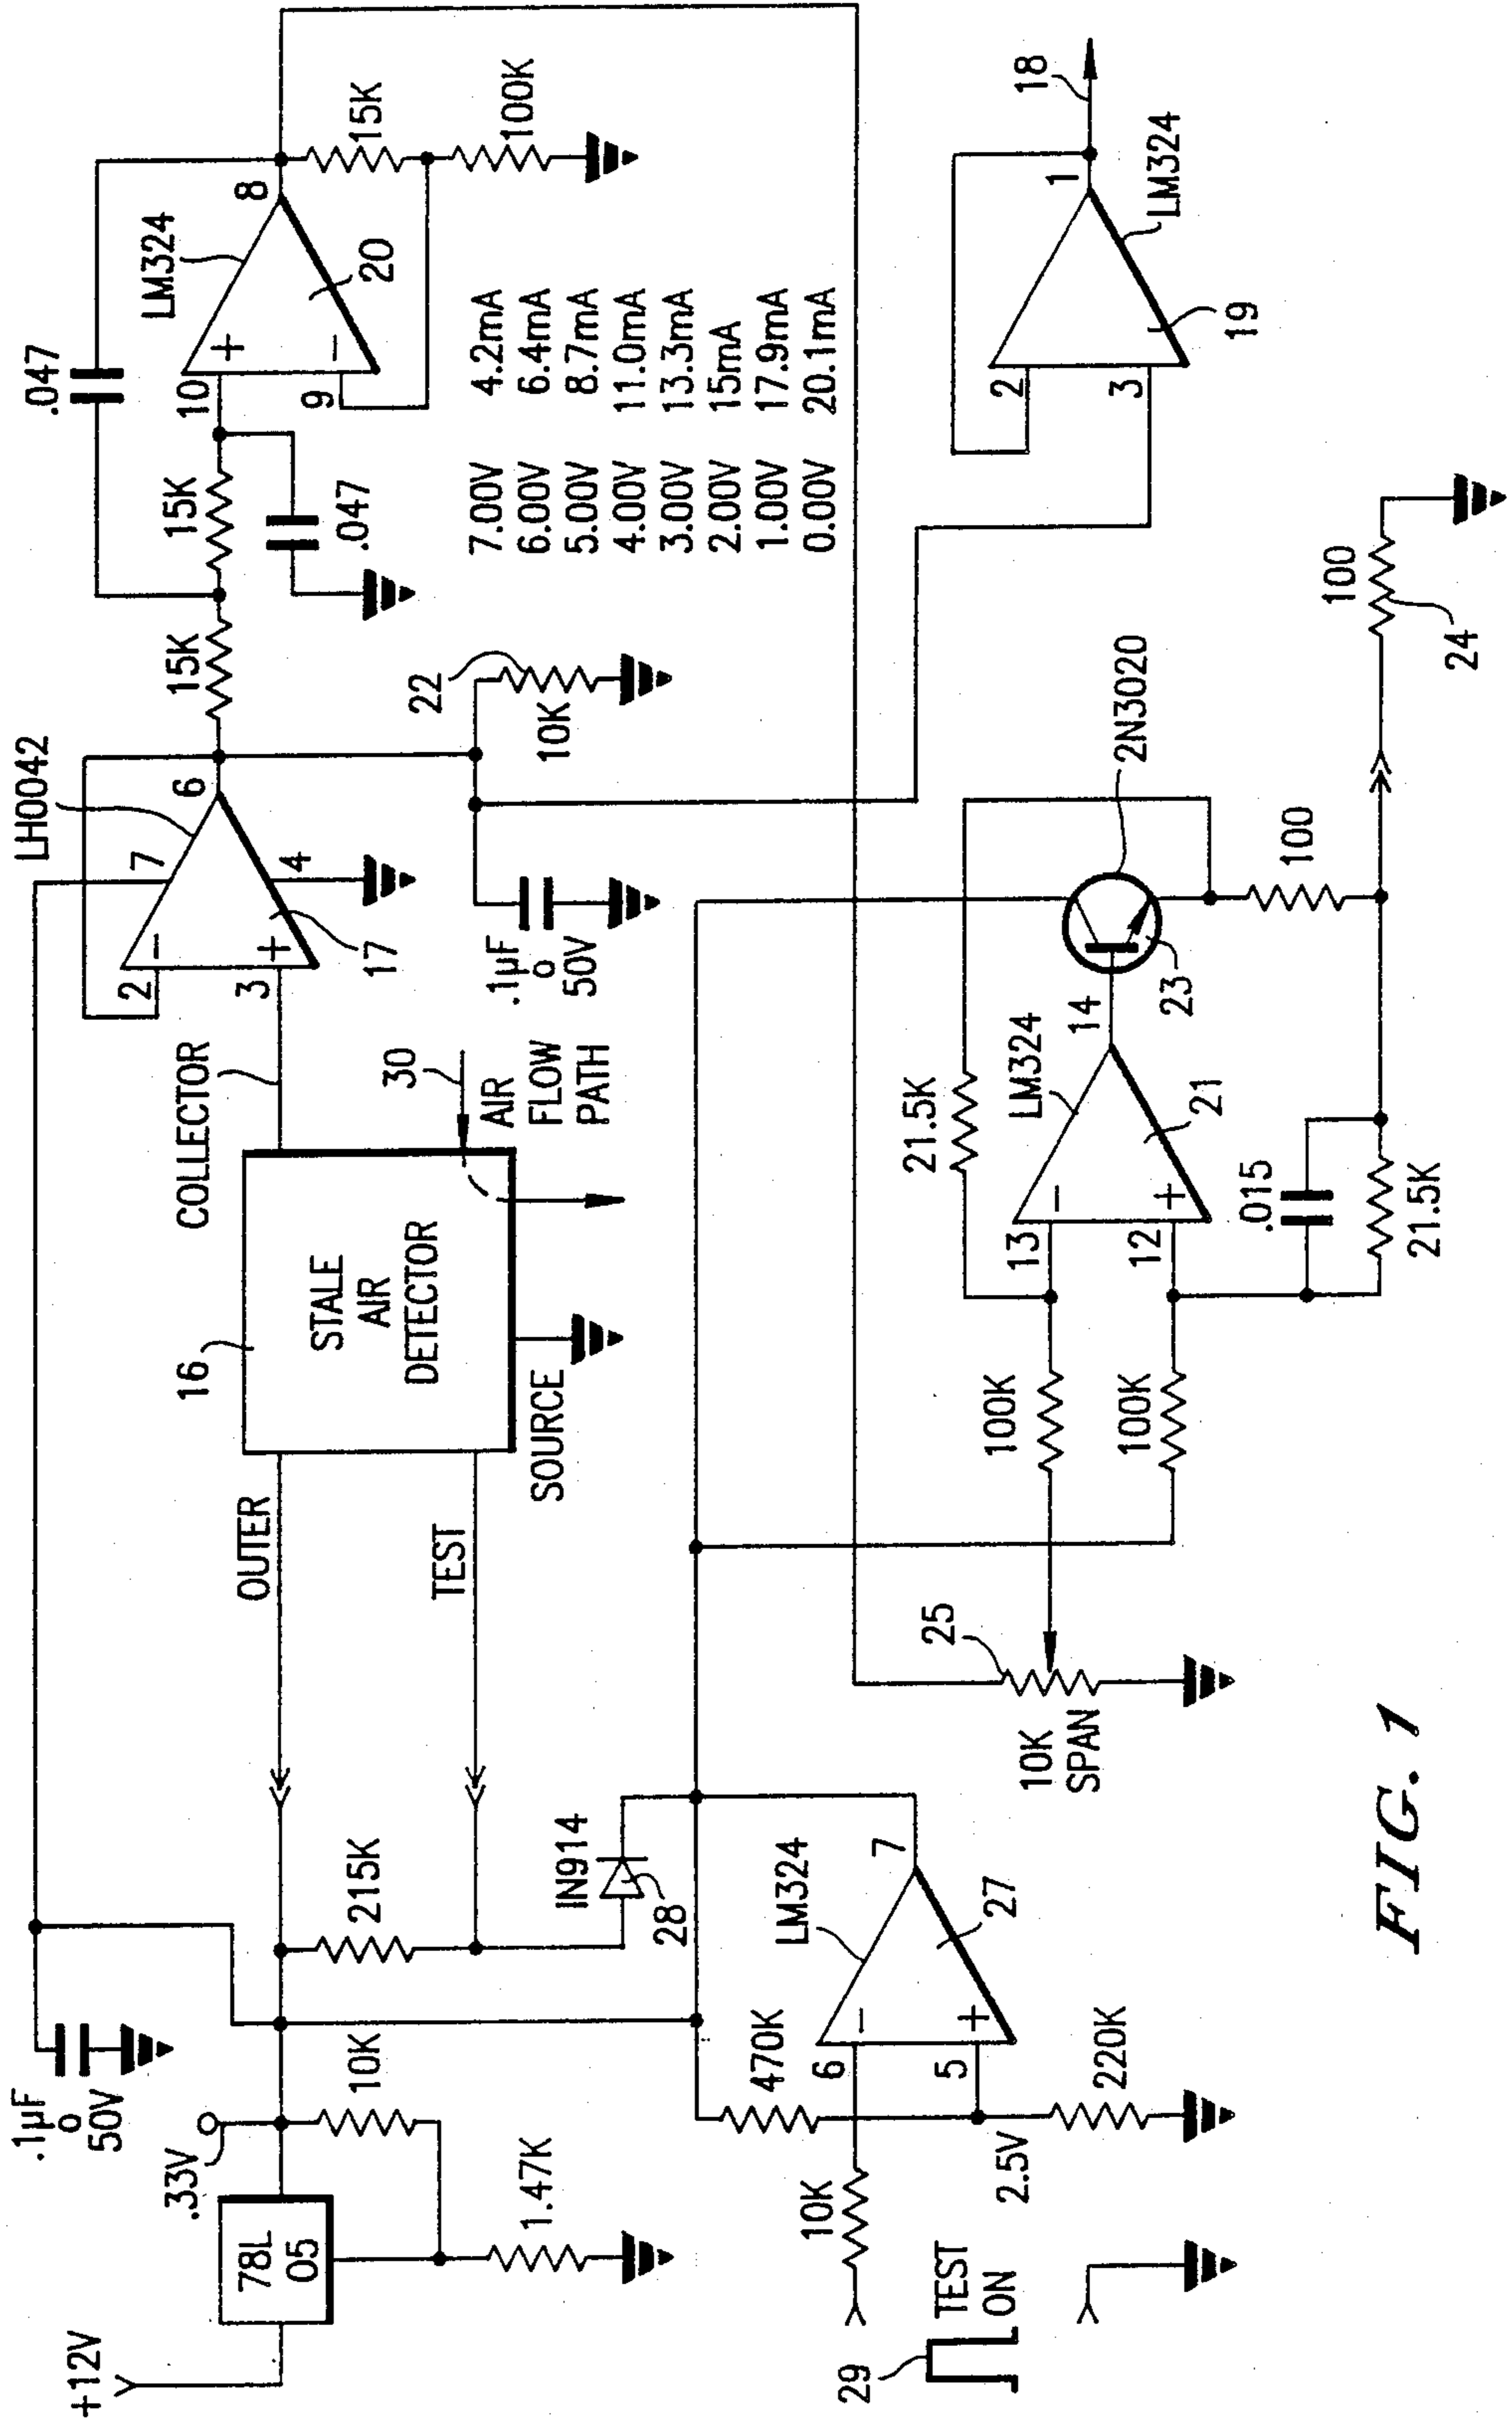 +12V
78L
05
.33V
.1µF
o
50V
10K
1.47K
215K
OUTER
TEST
IN914
28
16
STALE
AIR
DETECTOR
SOURCE
COLLECTOR
30
AIR
FLOW
PATH
LH0042
2
3
7
4
6
17
.1µF
o
50V
22
10K
15K
15K
.047
.047
LM324
10
9
8
20
15K
100K
7.00V 4.2mA
6.00V 6.4mA
5.00V 8.7mA
4.00V 11.0mA
3.00V 13.3mA
2.00V 15mA
1.00V 17.9mA
0.00V 20.1mA
29
TEST
ON
10K
470K
2.5V
220K
LM324
6
5
7
27
25
10K
SPAN
100K
100K
21.5K
13
12
LM324
14
21
.015
21.5K
23
2N3020
100
100
24
2
3
1
LM324
19
18
FIG. 1